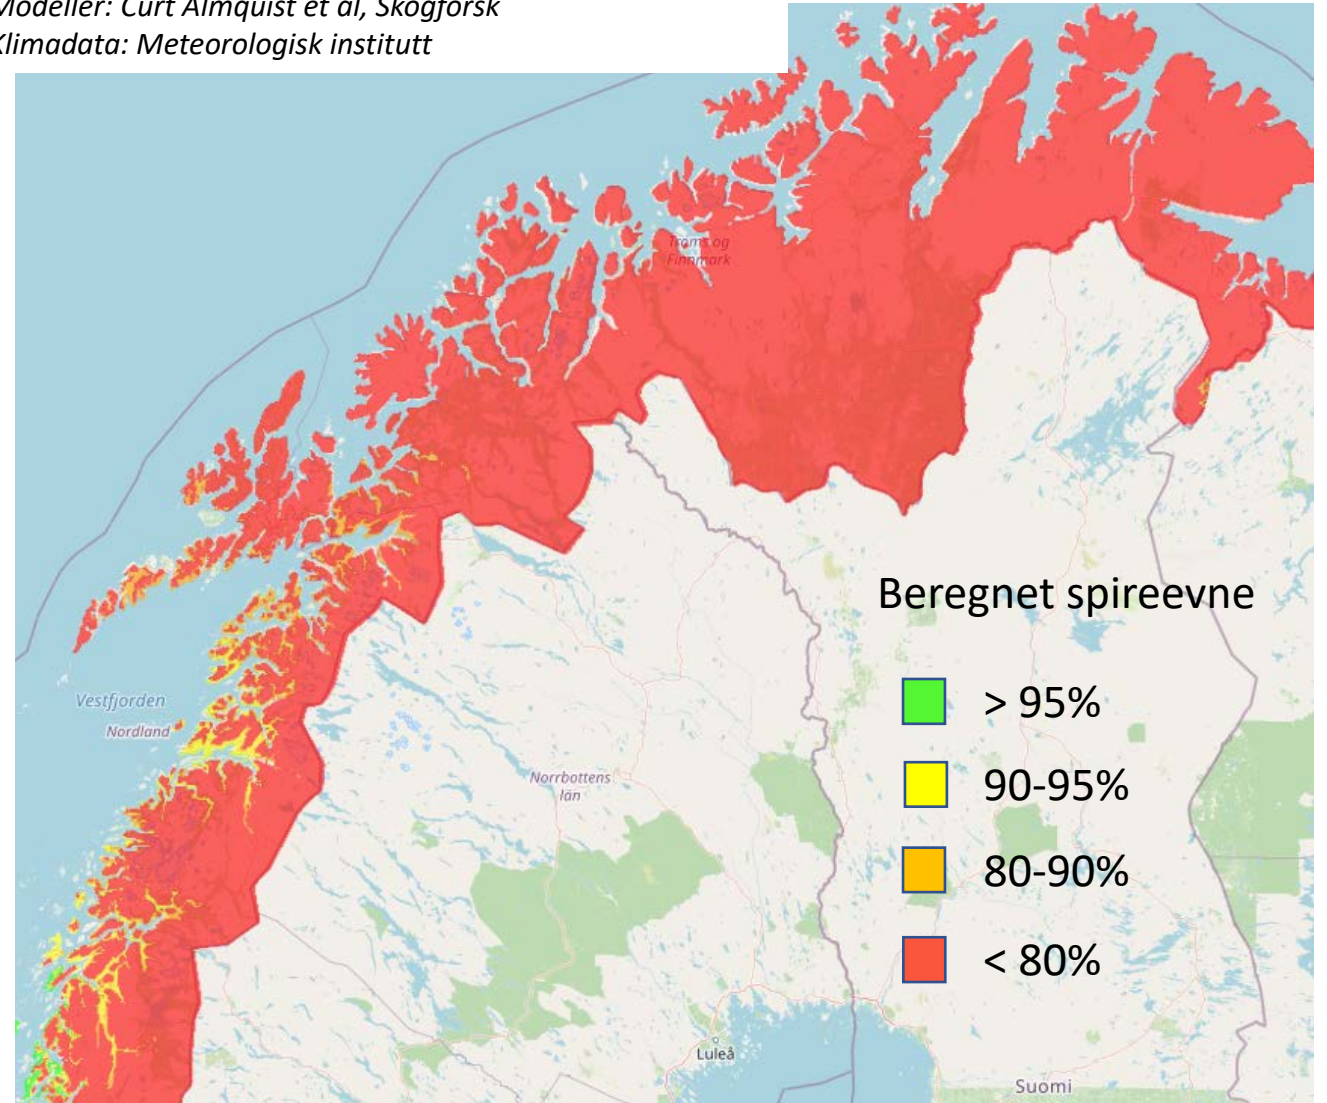 Modeller: Curt Almquist et al, Skogforsk
Klimadata: Meteorologisk institutt
Troms og
Finnmark
Beregnet spireevne
> 95%
90-95%
80-90%
< 80%
Vestfjorden
Nordland
Norrbottens
län
Luleå
Suomi